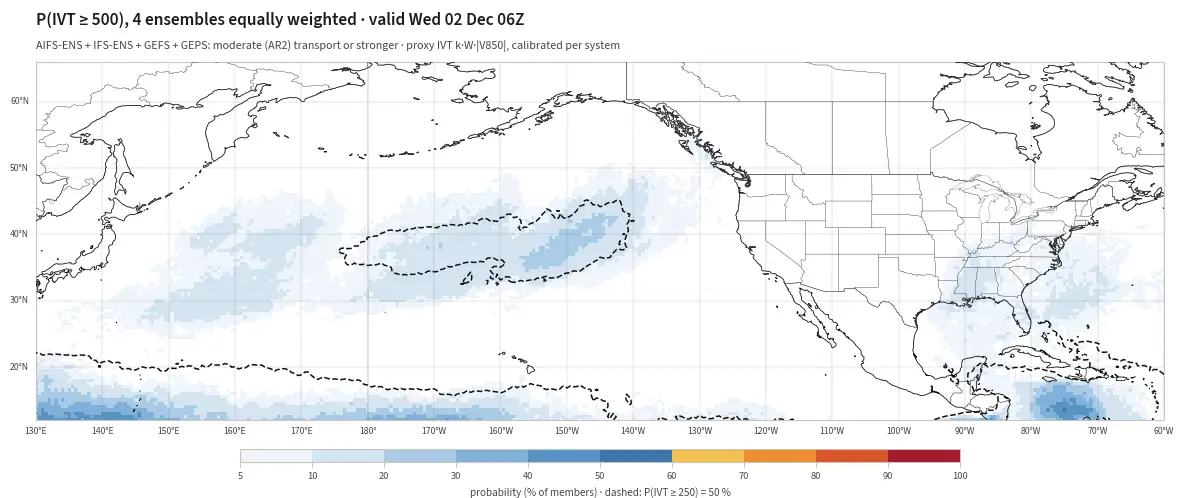 P(IVT ≥ 500), 4 ensembles equally weighted · valid Wed 02 Dec 06Z
AIFS-ENS + IFS-ENS + GEFS + GEPS: moderate (AR2) transport or stronger · proxy IVT k·W·|V850|, calibrated per system
60°N
50°N
40°N
30°N
20°N
130°E 140°E 150°E 160°E 170°E 180° 170°W 160°W 150°W 140°W 130°W 120°W 110°W 100°W 90°W 80°W 70°W 60°W
5 10 20 30 40 50 60 70 80 90 100
probability (% of members) · dashed: P(IVT ≥ 250) = 50 %